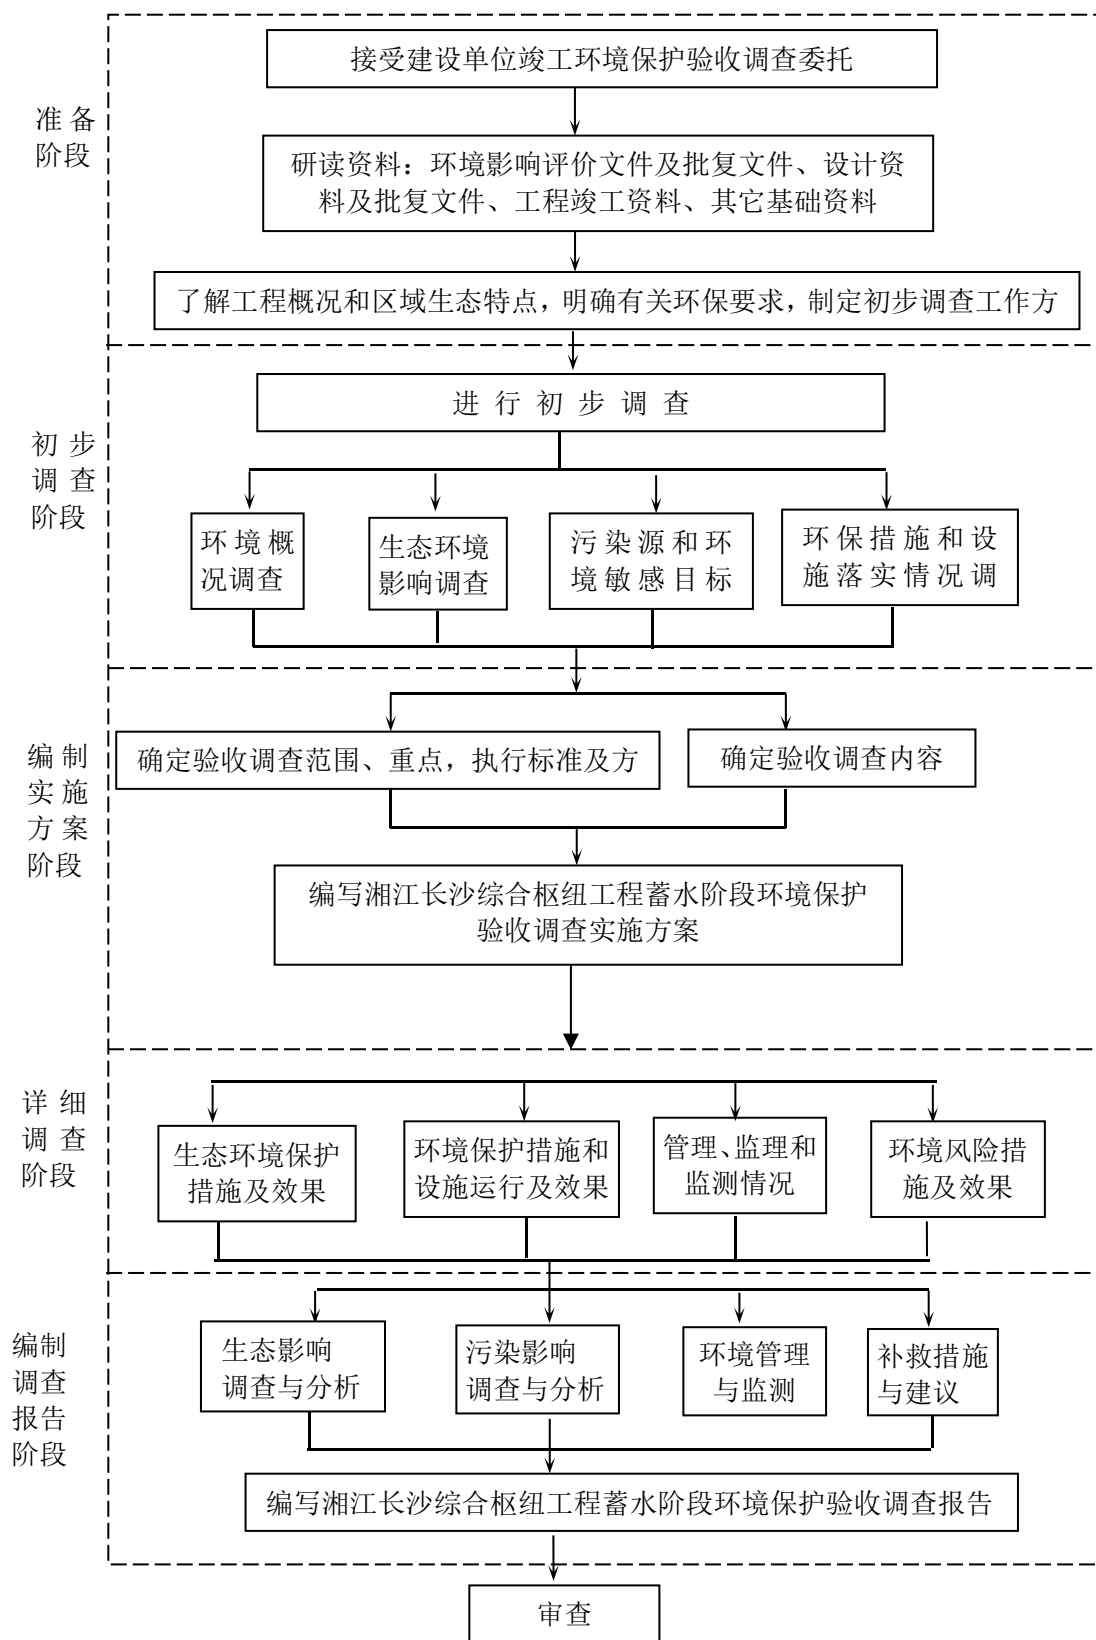 接受建设单位竣工环境保护验收调查委托
准备
阶段
研读资料：环境影响评价文件及批复文件、设计资
料及批复文件、工程竣工资料、其它基础资料
了解工程概况和区域生态特点，明确有关环保要求，制定初步调查工作方
进行初步调查
初步
调查
阶段
环境概
况调查
生态环境
影响调查
污染源和环
境敏感目标
环保措施和设
施落实情况调
编制
实施
方案
阶段
确定验收调查范围、重点，执行标准及方
确定验收调查内容
编写湘江长沙综合枢纽工程蓄水阶段环境保护
验收调查实施方案
详细
调查
阶段
生态环境保护
措施及效果
环境保护措施和
设施运行及效果
管理、监理和
监测情况
环境风险措
施及效果
编制
调查
报告
阶段
生态影响
调查与分析
污染影响
调查与分析
环境管理
与监测
补救措施
与建议
编写湘江长沙综合枢纽工程蓄水阶段环境保护验收调查报告
审查